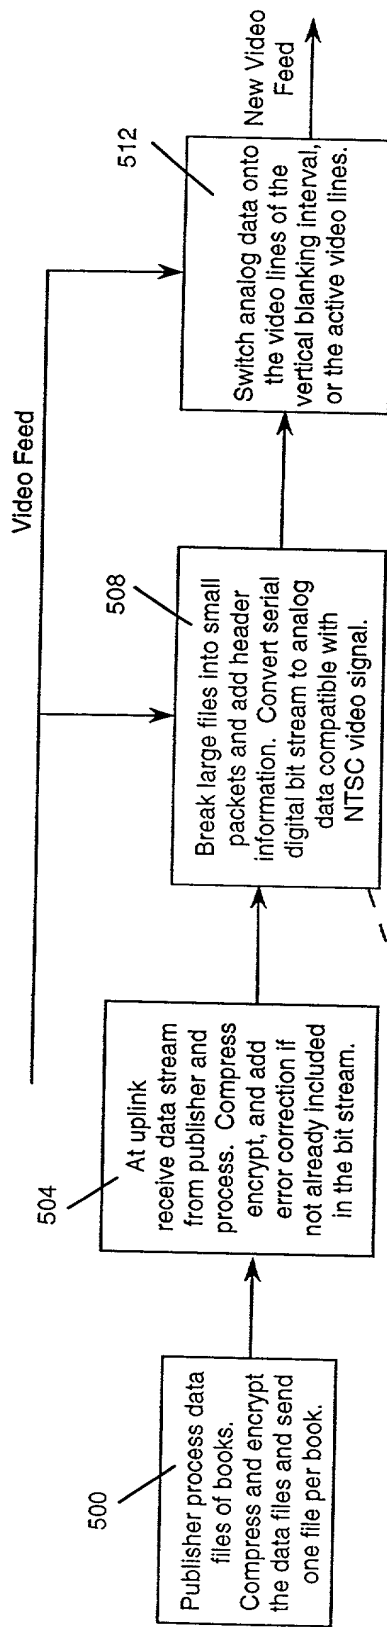 Video Feed
500
Publisher process data
files of books.
Compress and encrypt
the data files and send
one file per book.
504
At uplink
receive data stream
from publisher and
process. Compress
encrypt, and add
error correction if
not already included
in the bit stream.
508
Break large files into small
packets and add header
information. Convert serial
digital bit stream to analog
data compatible with
NTSC video signal.
512
Switch analog data onto
the video lines of the
vertical blanking interval,
or the active video lines.
New Video
Feed